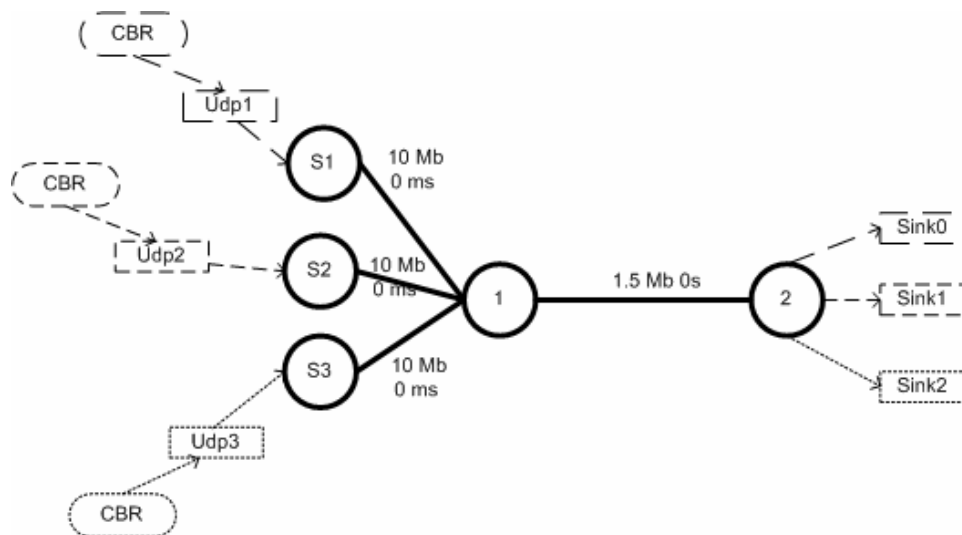 CBR
Udp1
S1
10 Mb
0 ms
CBR
Udp2
S2
10 Mb
0 ms
1
1.5 Mb 0s
2
Sink0
Sink1
Sink2
S3
10 Mb
0 ms
Udp3
CBR